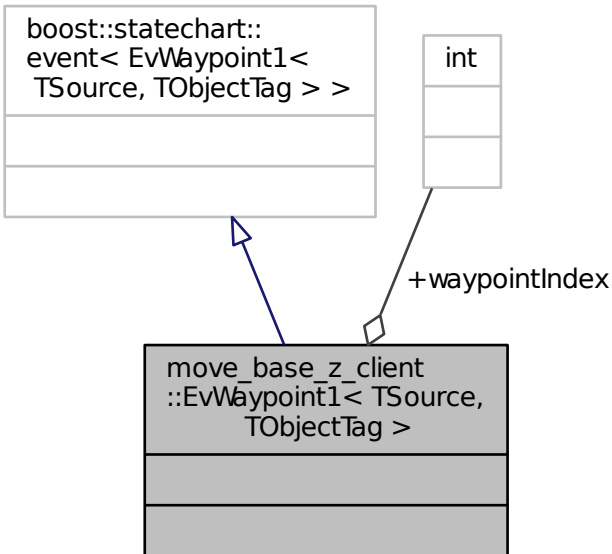 boost::statechart::
event< EvWaypoint1<
TSource, TObjectTag > >
int
+waypointIndex
move_base_z_client
::EvWaypoint1< TSource,
TObjectTag >